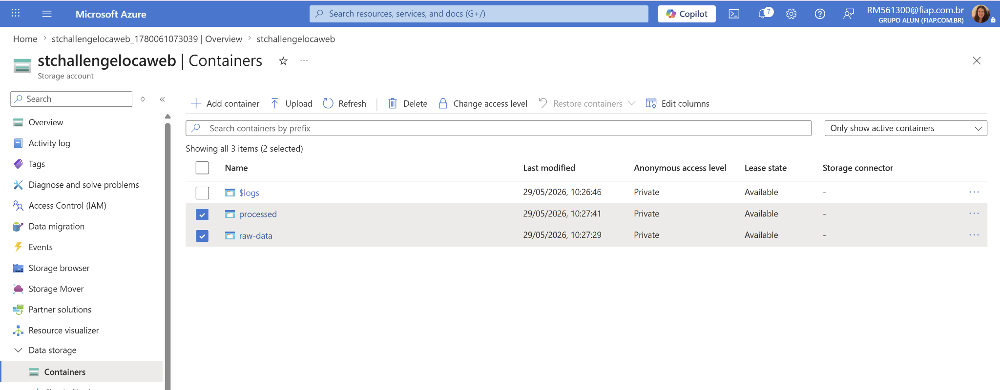 Microsoft Azure
Search resources, services, and docs (G+/)
Copilot
7
RM561300@fiap.com.br
GRUPO ALUN (FIAP.COM.BR)
Home > stchallengelocaweb_1780061073039 | Overview > stchallengelocaweb
stchallengelocaweb | Containers
Storage account
Search
Add container
Upload
Refresh
Delete
Change access level
Restore containers
Edit columns
Overview
Activity log
Tags
Diagnose and solve problems
Access Control (IAM)
Data migration
Events
Storage browser
Storage Mover
Partner solutions
Resource visualizer
Data storage
Containers
Search containers by prefix
Only show active containers
Showing all 3 items (2 selected)
Name Last modified Anonymous access level Lease state Storage connector
$logs 29/05/2026, 10:26:46 Private Available -
processed 29/05/2026, 10:27:41 Private Available -
raw-data 29/05/2026, 10:27:29 Private Available -